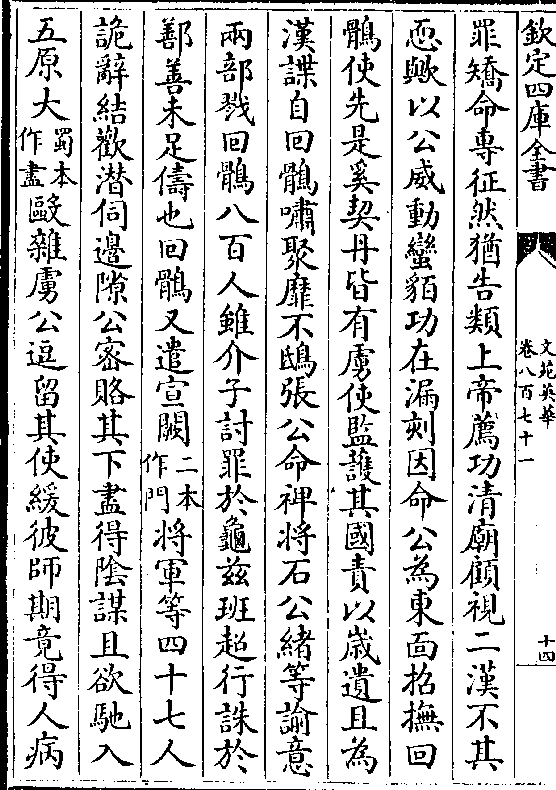 欽定四庫全書
文苑英華
卷八百七十一
十四
罪矯命專征然猶告類上帝薦功清廟顧視二漢不其
恧歟以公威動蠻貊功在漏刻因命公為東面招撫回
鶻使先是奚契丹皆有虜使監護其國責以歳遺且為
漢諜自回鶻嘯聚靡不鴟張公命裨將石公緒等諭意
兩部戮回鶻八百人雖介子討罪於龜兹班超行誅於
鄯善未足儔也回鶻又遣宣闕二本作門將軍等四十七人
詭辭結歡潛伺邊隙公密賂其下盡得陰謀且欲馳入
五原大蜀本作盡敺雜虜公逗留其使緩彼師期竟得人病